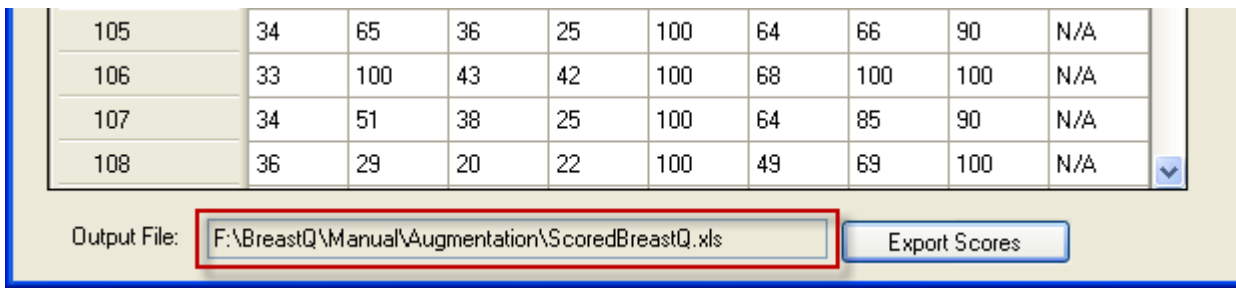 105 34 65 36 25 100 64 66 90 N/A
106 33 100 43 42 100 68 100 100 N/A
107 34 51 38 25 100 64 85 90 N/A
108 36 29 20 22 100 49 69 100 N/A
Output File: F:\BreastQ\Manual\Augmentation\ScoredBreastQ.xls Export Scores